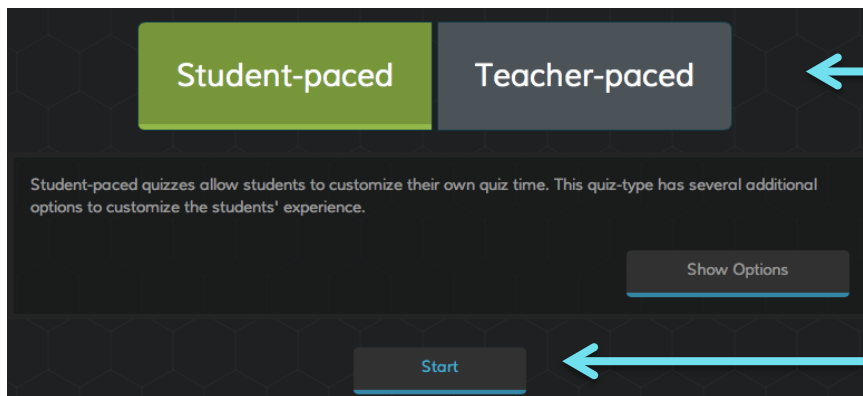 Student-paced Teacher-paced
Student-paced quizzes allow students to customize their own quiz time. This quiz-type has several additional
options to customize the students' experience.
Show Options
Start